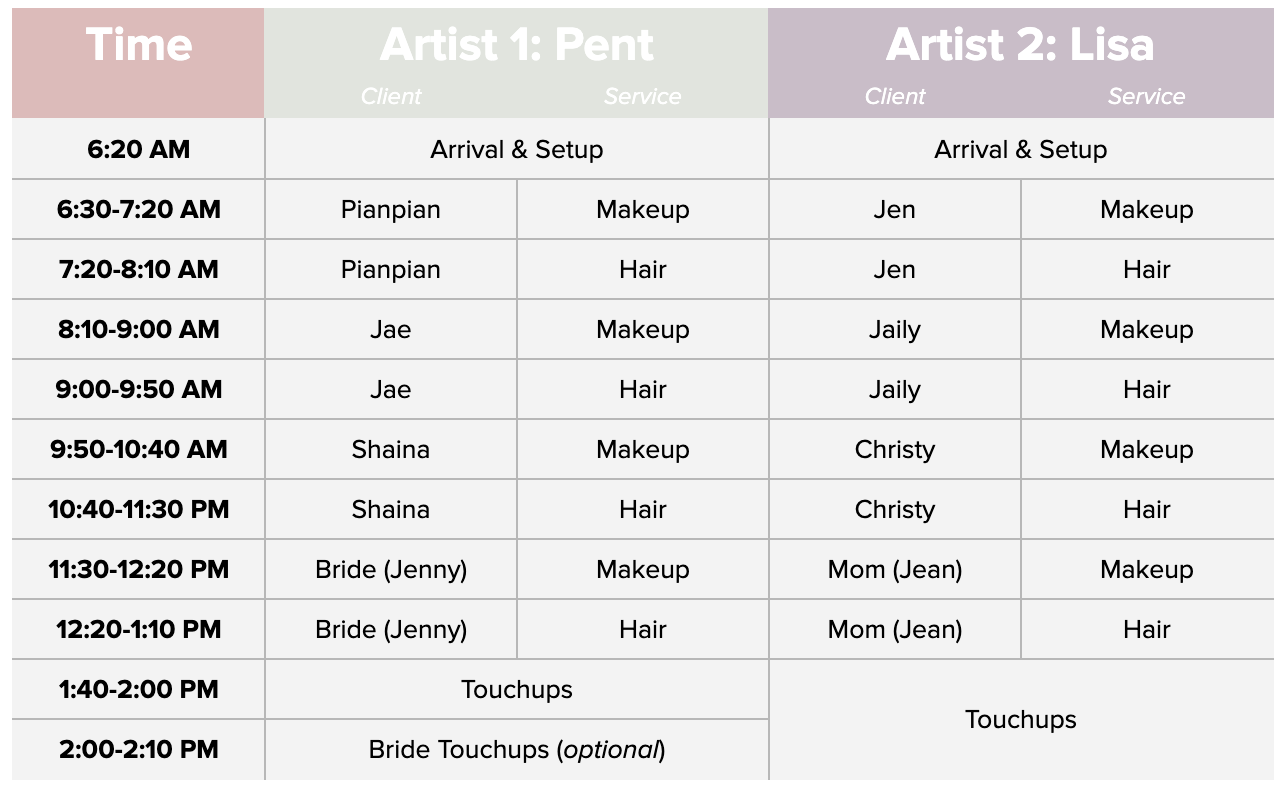 Time Artist 1: Pent Artist 2: Lisa
Client Service Client Service
6:20 AM Arrival & Setup Arrival & Setup
6:30-7:20 AM Pianpian Makeup Jen Makeup
7:20-8:10 AM Pianpian Hair Jen Hair
8:10-9:00 AM Jae Makeup Jaily Makeup
9:00-9:50 AM Jae Hair Jaily Hair
9:50-10:40 AM Shaina Makeup Christy Makeup
10:40-11:30 PM Shaina Hair Christy Hair
11:30-12:20 PM Bride (Jenny) Makeup Mom (Jean) Makeup
12:20-1:10 PM Bride (Jenny) Hair Mom (Jean) Hair
1:40-2:00 PM Touchups
Touchups
2:00-2:10 PM Bride Touchups (optional)